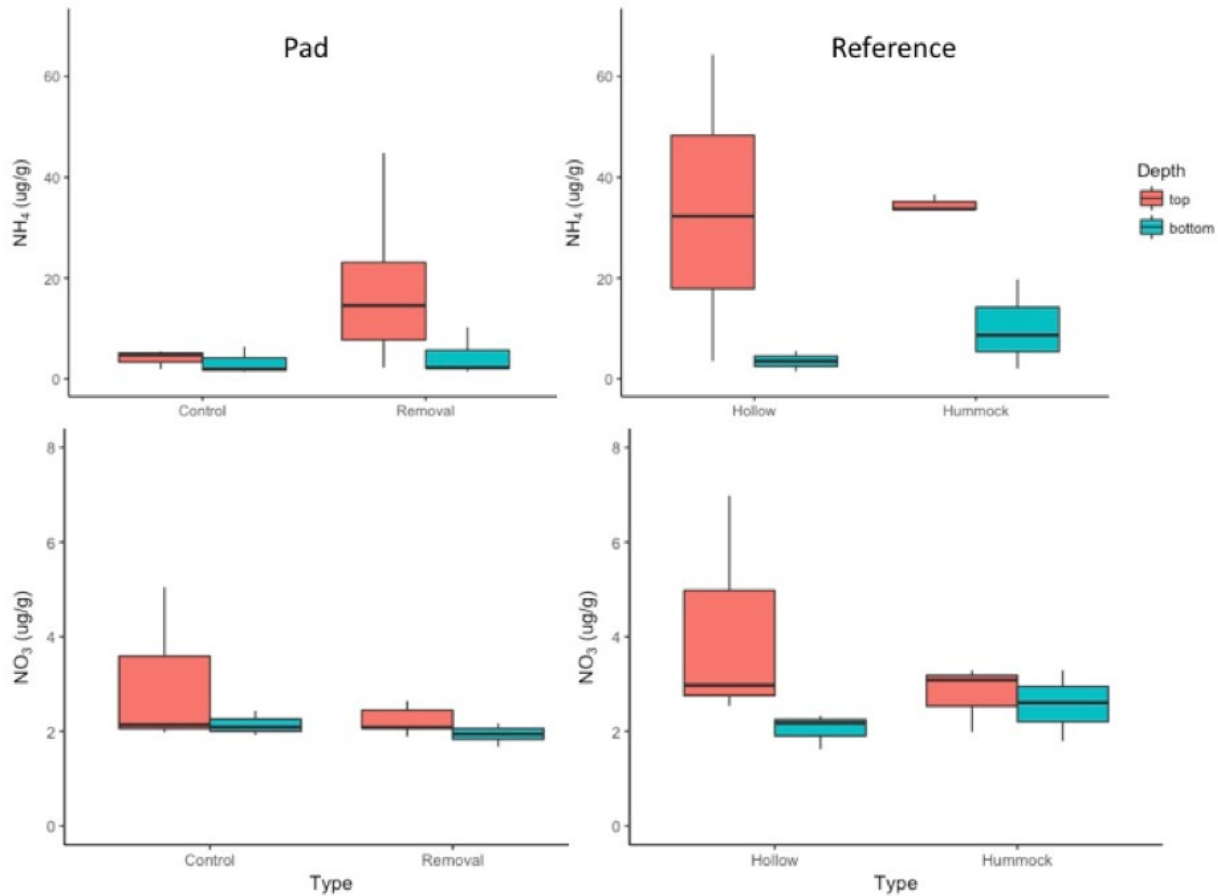 Pad
NH₄ (ug/g)
60
40
20
0
Control Removal
Reference
NH₄ (ug/g)
60
40
20
0
Hollow Hummock
Depth
top
bottom
NO₃ (ug/g)
8
6
4
2
0
Control Removal
Type
NO₃ (ug/g)
8
6
4
2
0
Hollow Hummock
Type